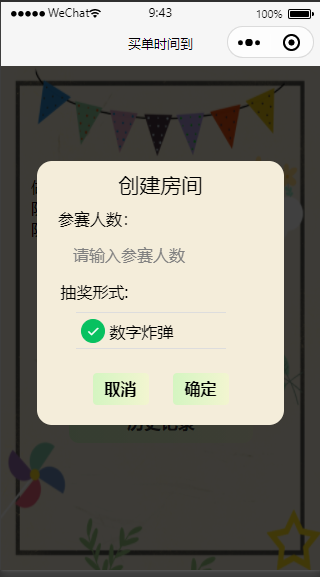 ●●●●● WeChat 9:43 100%
买单时间到
创建房间
参赛人数:
请输入参赛人数
抽奖形式:
数字炸弹
取消 确定
历史记录